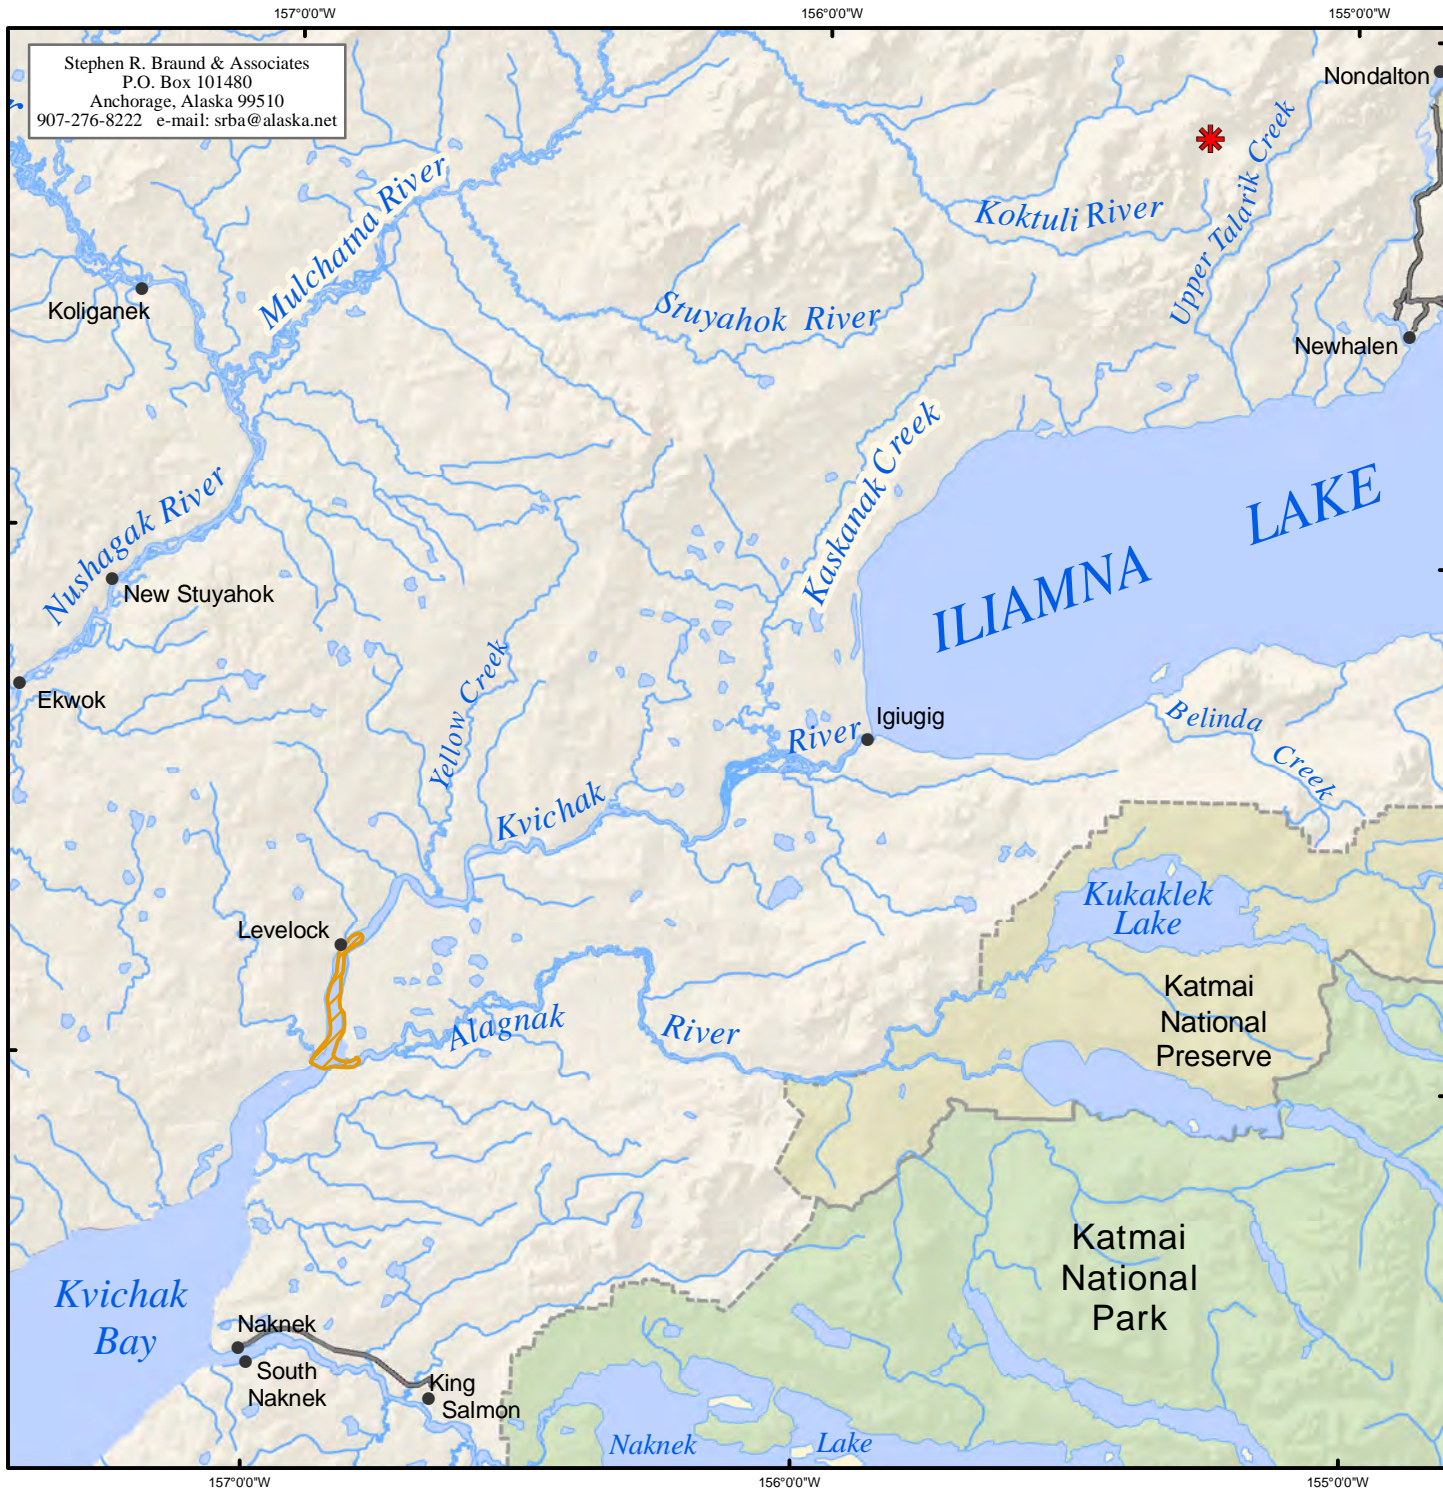 157°0'0"W
156°0'0"W
155°0'0"W
Stephen R. Braund & Associates
P.O. Box 101480
Anchorage, Alaska 99510
907-276-8222 e-mail: srba@alaska.net
Nondalton
Upper Talarik Creek
Koktuli River
Mulchatna River
Koliganek
Stuyahok River
Newhalen
Kaskanak Creek
LAKE
ILIAMNA
Nushagak River
New Stuyahok
Ekwok
Yellow Creek
Igiugig
River
Kvichak
Belinda
Creek
Kukaklek
Lake
Levelock
Alagnak
River
Katmai
National
Preserve
Katmai
National
Park
Kvichak
Bay
Naknek
South
Naknek
King
Salmon
Naknek
Lake
157°0'0"W
156°0'0"W
155°0'0"W